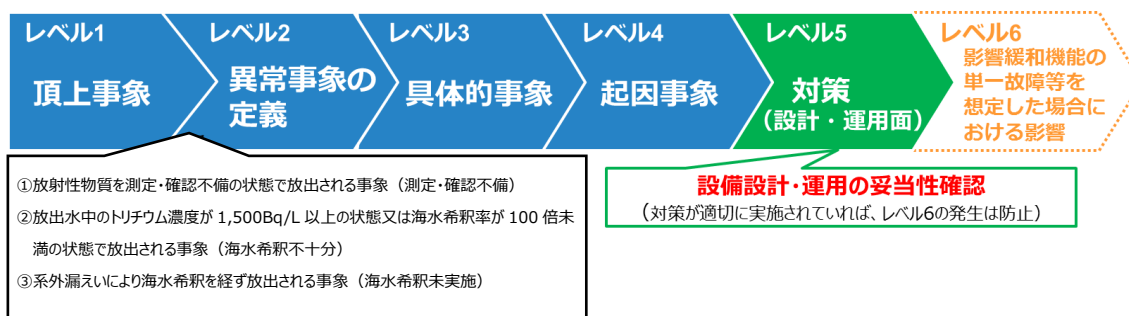 レベル1
頂上事象
レベル2
異常事象の
定義
レベル3
具体的事象
レベル4
起因事象
レベル5
対策
（設計・運用面）
レベル6
影響緩和機能の
単一故障等を
想定した場合に
おける影響
①放射性物質を測定・確認不備の状態で放出される事象（測定・確認不備）
②放出水中のトリチウム濃度が 1,500Bq/L 以上の状態又は海水希釈率が 100 倍未
満の状態で放出される事象（海水希釈不十分）
③系外漏えいにより海水希釈を経ず放出される事象（海水希釈未実施）
設備設計・運用の妥当性確認
（対策が適切に実施されていれば、レベル6の発生は防止）